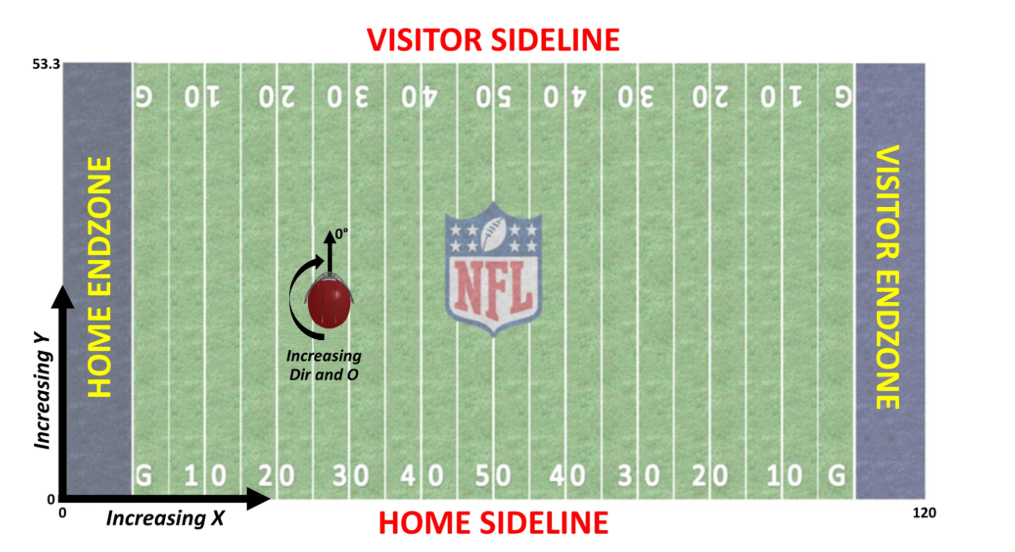 VISITOR SIDELINE
53.3
G 10 20 30 40 50 40 30 20 10 G
HOME ENDZONE
VISITOR ENDZONE
0°
NFL
Increasing
Dir and O
Increasing Y
G 10 20 30 40 50 40 30 20 10 G
0
0
Increasing X
HOME SIDELINE
120